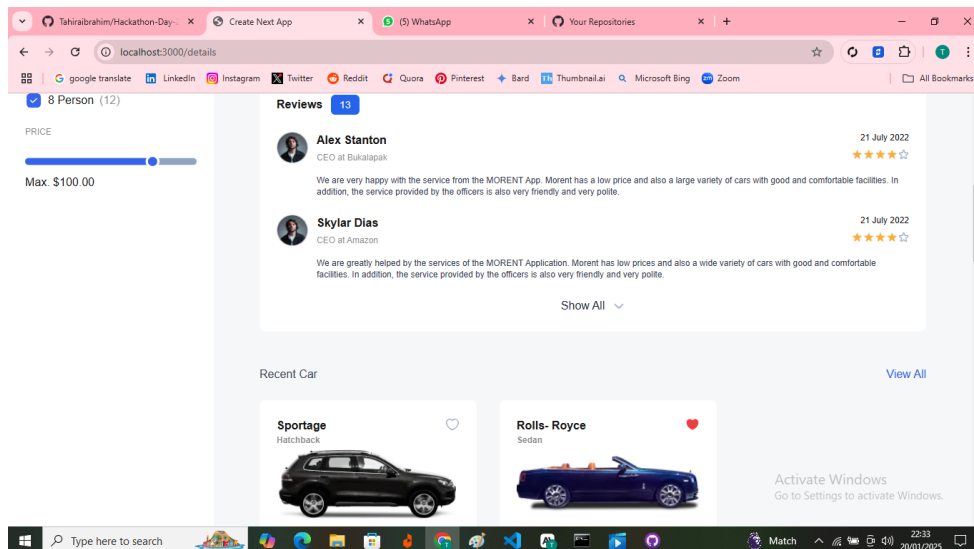 Tahiraibrahim/Hackathon-Day-
Create Next App
(5) WhatsApp
Your Repositories
localhost:3000/details
T
google translate
LinkedIn
Instagram
Twitter
Reddit
Quora
Pinterest
Bard
Th Thumbnail.ai
Microsoft Bing
zm Zoom
All Bookmarks
8 Person (12)
PRICE
Max. $100.00
Reviews 13
Alex Stanton
21 July 2022
CEO at Bukalapak
We are very happy with the service from the MORENT App. Morent has a low price and also a large variety of cars with good and comfortable facilities. In
addition, the service provided by the officers is also very friendly and very polite.
Skylar Dias
21 July 2022
CEO at Amazon
We are greatly helped by the services of the MORENT Application. Morent has low prices and also a wide variety of cars with good and comfortable
facilities. In addition, the service provided by the officers is also very friendly and very polite.
Show All
Recent Car
View All
Sportage
Hatchback
Rolls- Royce
Sedan
Activate Windows
Go to Settings to activate Windows.
Type here to search
Match
22:33
20/01/2025